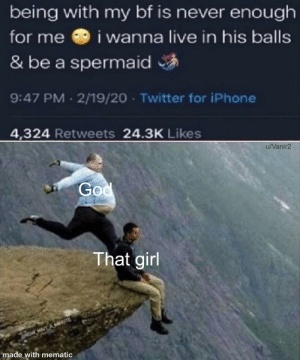 being with my bf is never enough
for me 🥺 i wanna live in his balls
& be a spermaid 🧜‍♀️
9:47 PM · 2/19/20 · Twitter for iPhone
4,324 Retweets 24.3K Likes
u/Vanir2
God
That girl
made with mematic